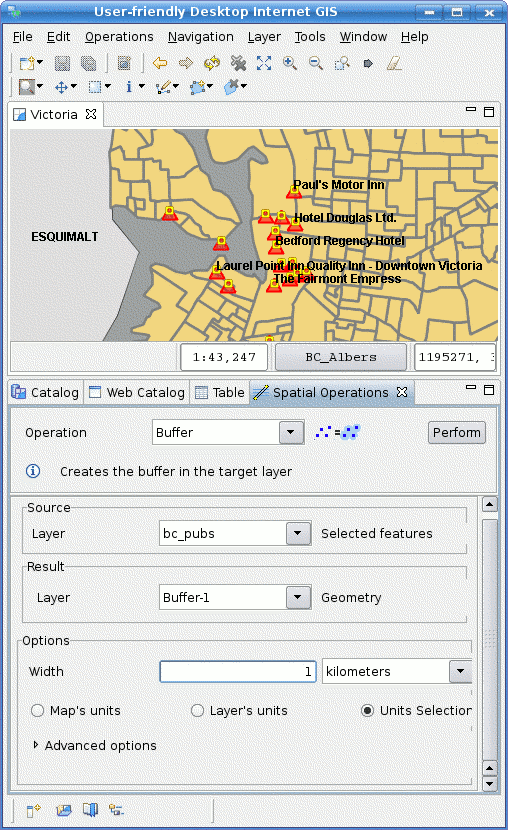 User-friendly Desktop Internet GIS
File Edit Operations Navigation Layer Tools Window Help
Victoria
Paul's Motor Inn
Hotel Douglas Ltd.
ESQUIMALT
Bedford Regency Hotel
Laurel Point Inn Quality Inn - Downtown Victoria
The Fairmont Empress
1:43,247 BC_Albers 1195271,
Catalog Web Catalog Table Spatial Operations
Operation Buffer = Perform
Creates the buffer in the target layer
Source
Layer bc_pubs Selected features
Result
Layer Buffer-1 Geometry
Options
Width 1 kilometers
Map's units Layer's units Units Selection
Advanced options